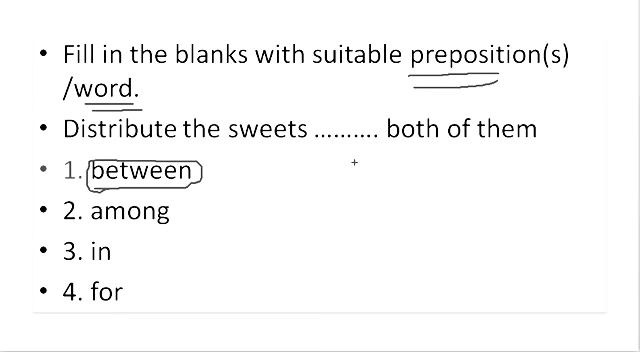 • Fill in the blanks with suitable preposition(s)
/word.
• Distribute the sweets .......... both of them
• 1. between
• 2. among
• 3. in
• 4. for